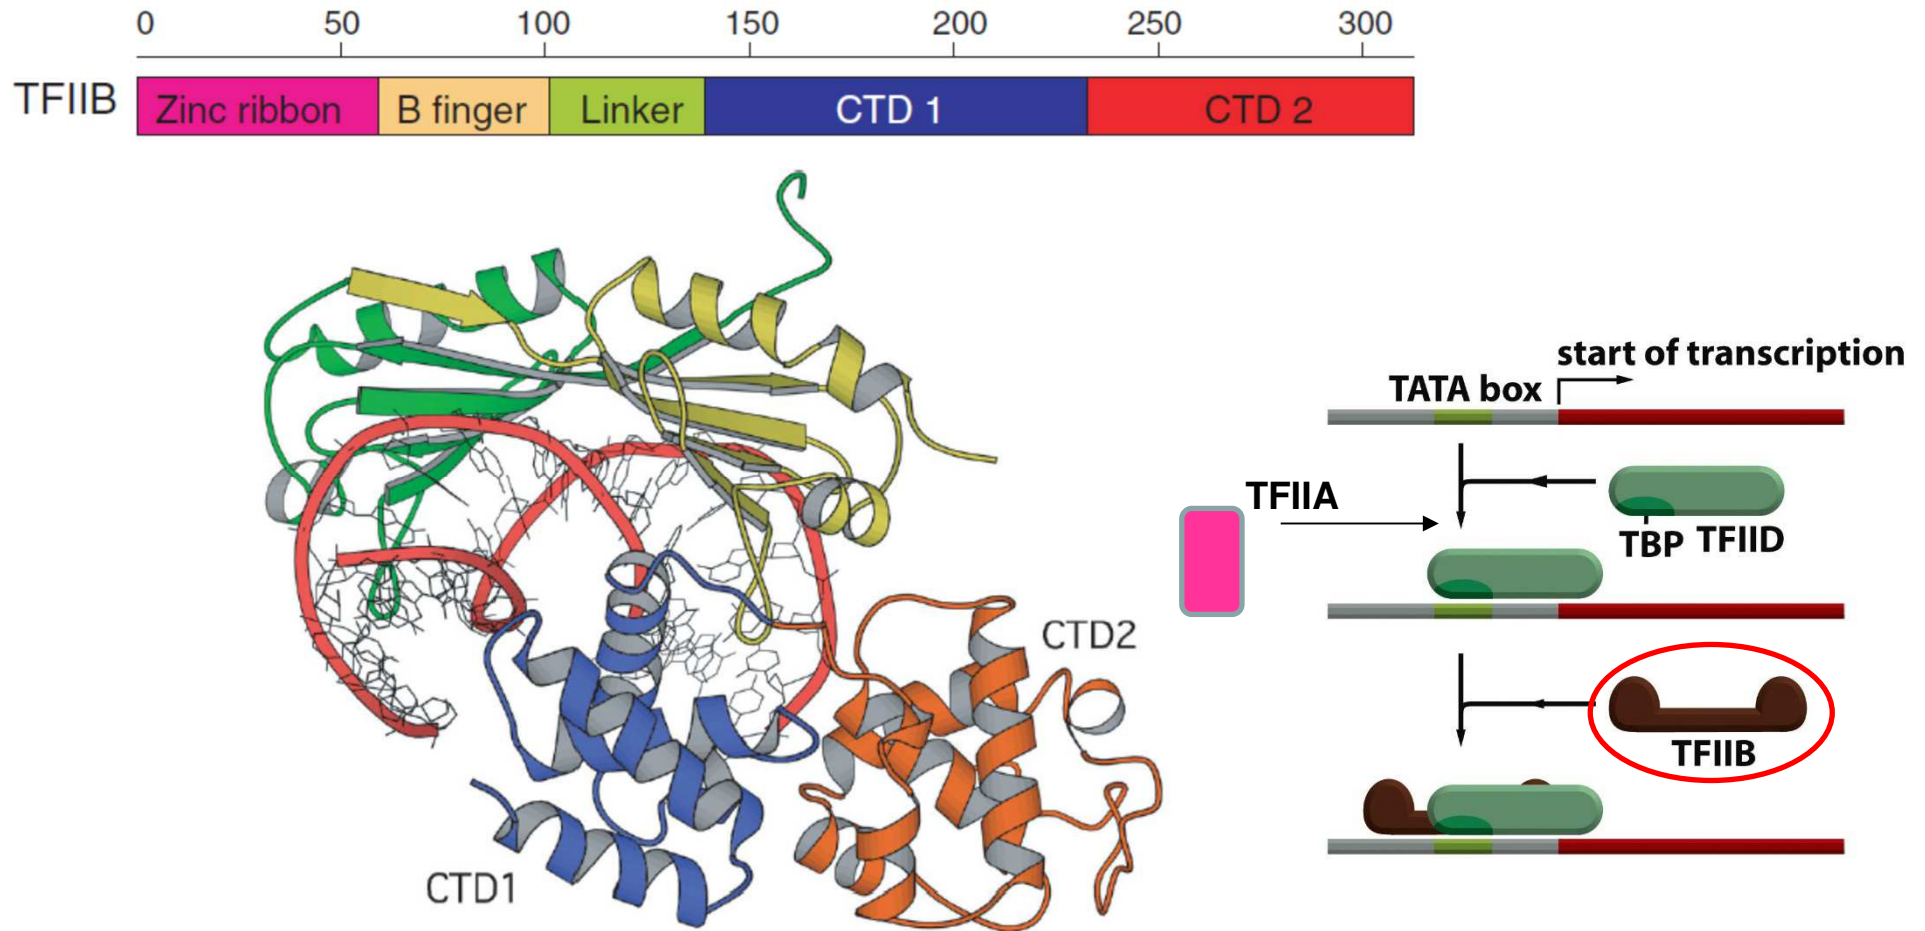 0 50 100 150 200 250 300
TFIIB Zinc ribbon B finger Linker CTD 1 CTD 2
start of transcription
TATA box
TFIIA
TBP TFIID
CTD2
TFIIB
CTD1